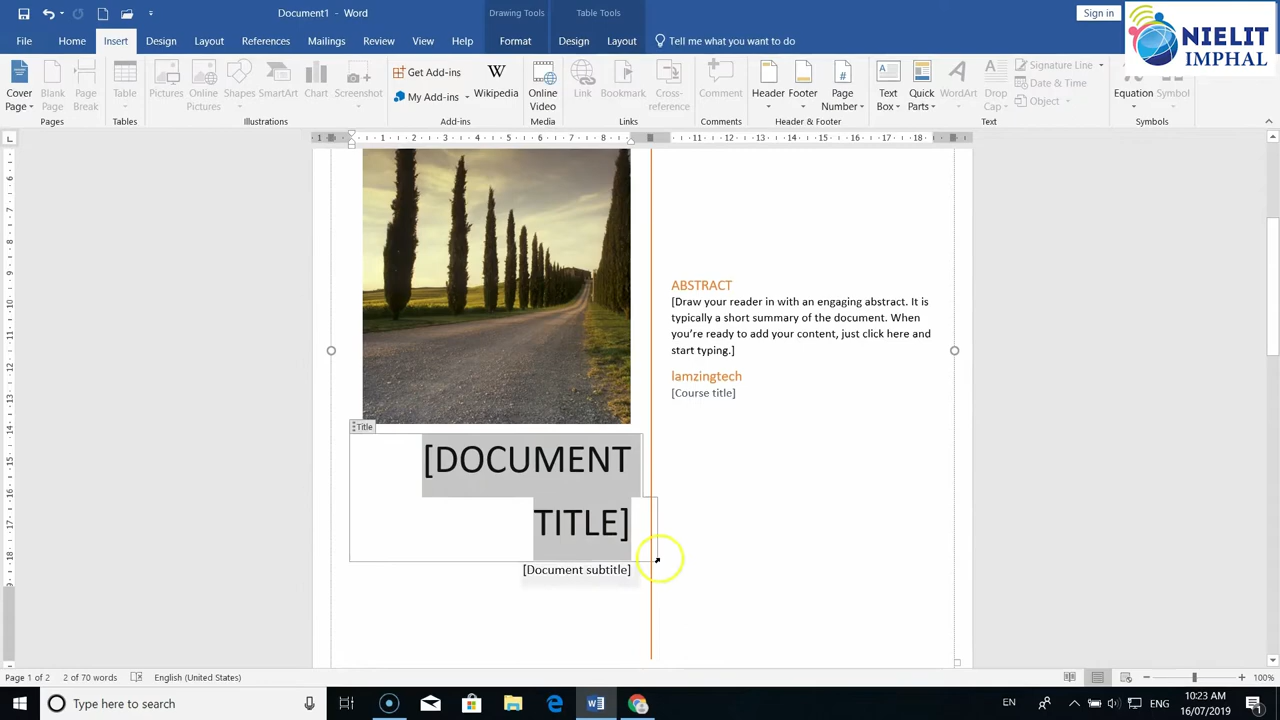 Document1 - Word
Drawing Tools
Table Tools
Sign in
NIELIT
IMPHAL
File
Home
Insert
Design
Layout
References
Mailings
Review
View
Help
Format
Design
Layout
Tell me what you want to do
Cover
Page
Blank
Page
Page
Break
Table
Pictures
Online
Pictures
Shapes
SmartArt
Chart
Screenshot
Get Add-ins
My Add-ins
Wikipedia
Online
Video
Link
Bookmark
Cross-
reference
Comment
Header
Footer
Page
Number
Text
Box
Quick
Parts
WordArt
Drop
Cap
Signature Line
Date & Time
Object
Equation
Symbol
Pages
Tables
Illustrations
Add-ins
Media
Links
Comments
Header & Footer
Text
Symbols
ABSTRACT
[Draw your reader in with an engaging abstract. It is
typically a short summary of the document. When
you're ready to add your content, just click here and
start typing.]
lamzingtech
[Course title]
Title
[DOCUMENT
TITLE]
[Document subtitle]
Page 1 of 2
2 of 70 words
English (United States)
100%
Type here to search
EN
ENG
10:23 AM
16/07/2019